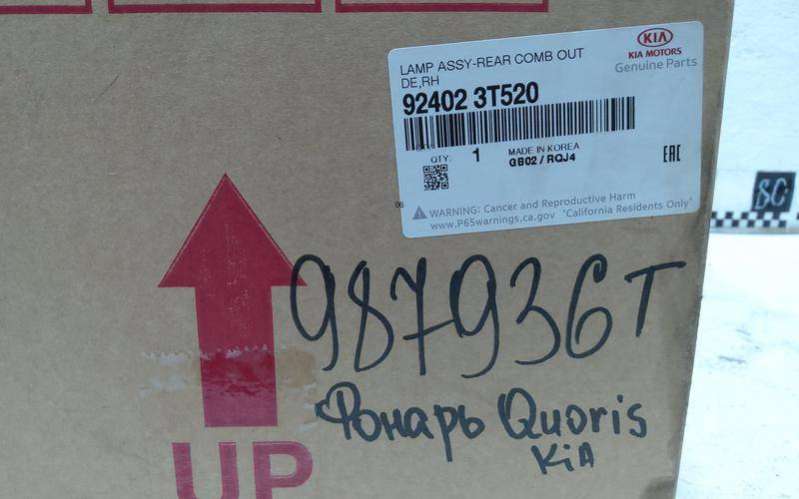 KIA
KIA MOTORS
Genuine Parts
LAMP ASSY-REAR COMB OUT
DE,RH
92402 3T520
QTY: 1
MADE IN KOREA
GB02 / RQJ4
EAC
WARNING: Cancer and Reproductive Harm
www.P65warnings.ca.gov "California Residents Only"
987936T
Фонарь Quoris
KiA
UP